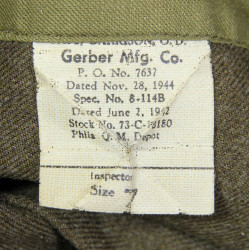 O. D.
Gerber Mfg. Co.
P. O. No. 7637
Dated Nov. 28, 1944
Spec. No. 8-114B
Dated June 2, 1942
Stock No. 73-C-
Phila Q. M. Depot
Inspector
Size